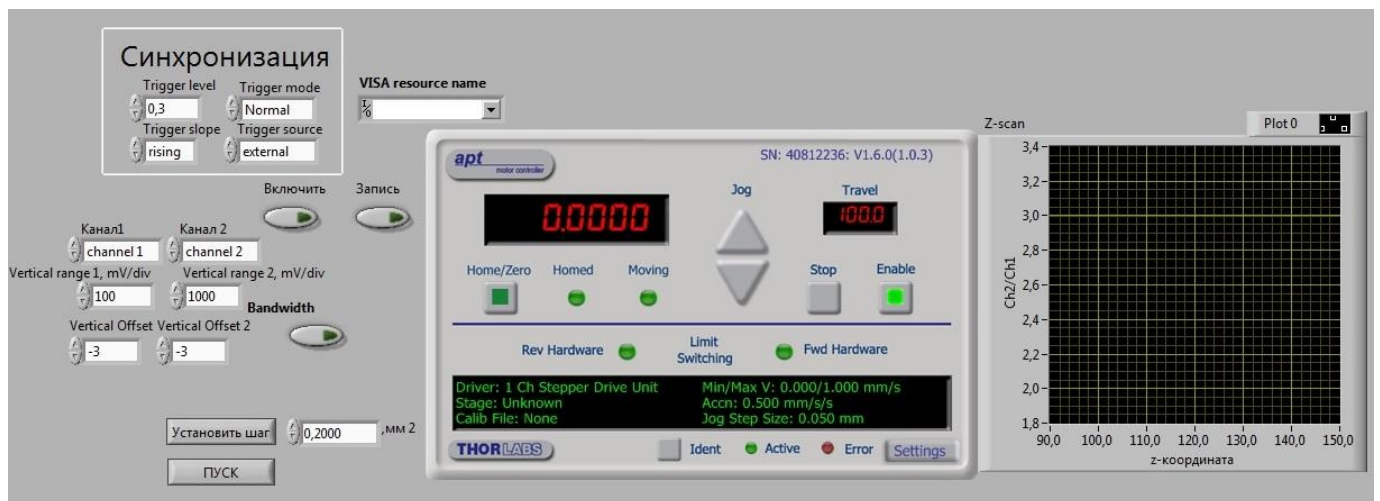 Синхронизация
Trigger level Trigger mode
0,3 Normal
Trigger slope Trigger source
rising external
VISA resource name
I/O
Включить Запись
Канал1 Канал 2
channel 1 channel 2
Vertical range 1, mV/div Vertical range 2, mV/div
100 1000
Bandwidth
Vertical Offset Vertical Offset 2
-3 -3
Установить шаг 0,2000 ,мм 2
ПУСК
apt
motor controller
SN: 40812236: V1.6.0(1.0.3)
0.0000
Jog
Travel
100.0
Home/Zero Homed Moving
Stop Enable
Rev Hardware Limit Switching Fwd Hardware
Driver: 1 Ch Stepper Drive Unit Min/Max V: 0.000/1.000 mm/s
Stage: Unknown Accn: 0.500 mm/s/s
Calib File: None Jog Step Size: 0.050 mm
THORLABS Ident Active Error Settings
Z-scan
Plot 0
Ch2/Ch1
3,4
3,2
3,0
2,8
2,6
2,4
2,2
2,0
1,8
90,0 100,0 110,0 120,0 130,0 140,0 150,0
z-координата